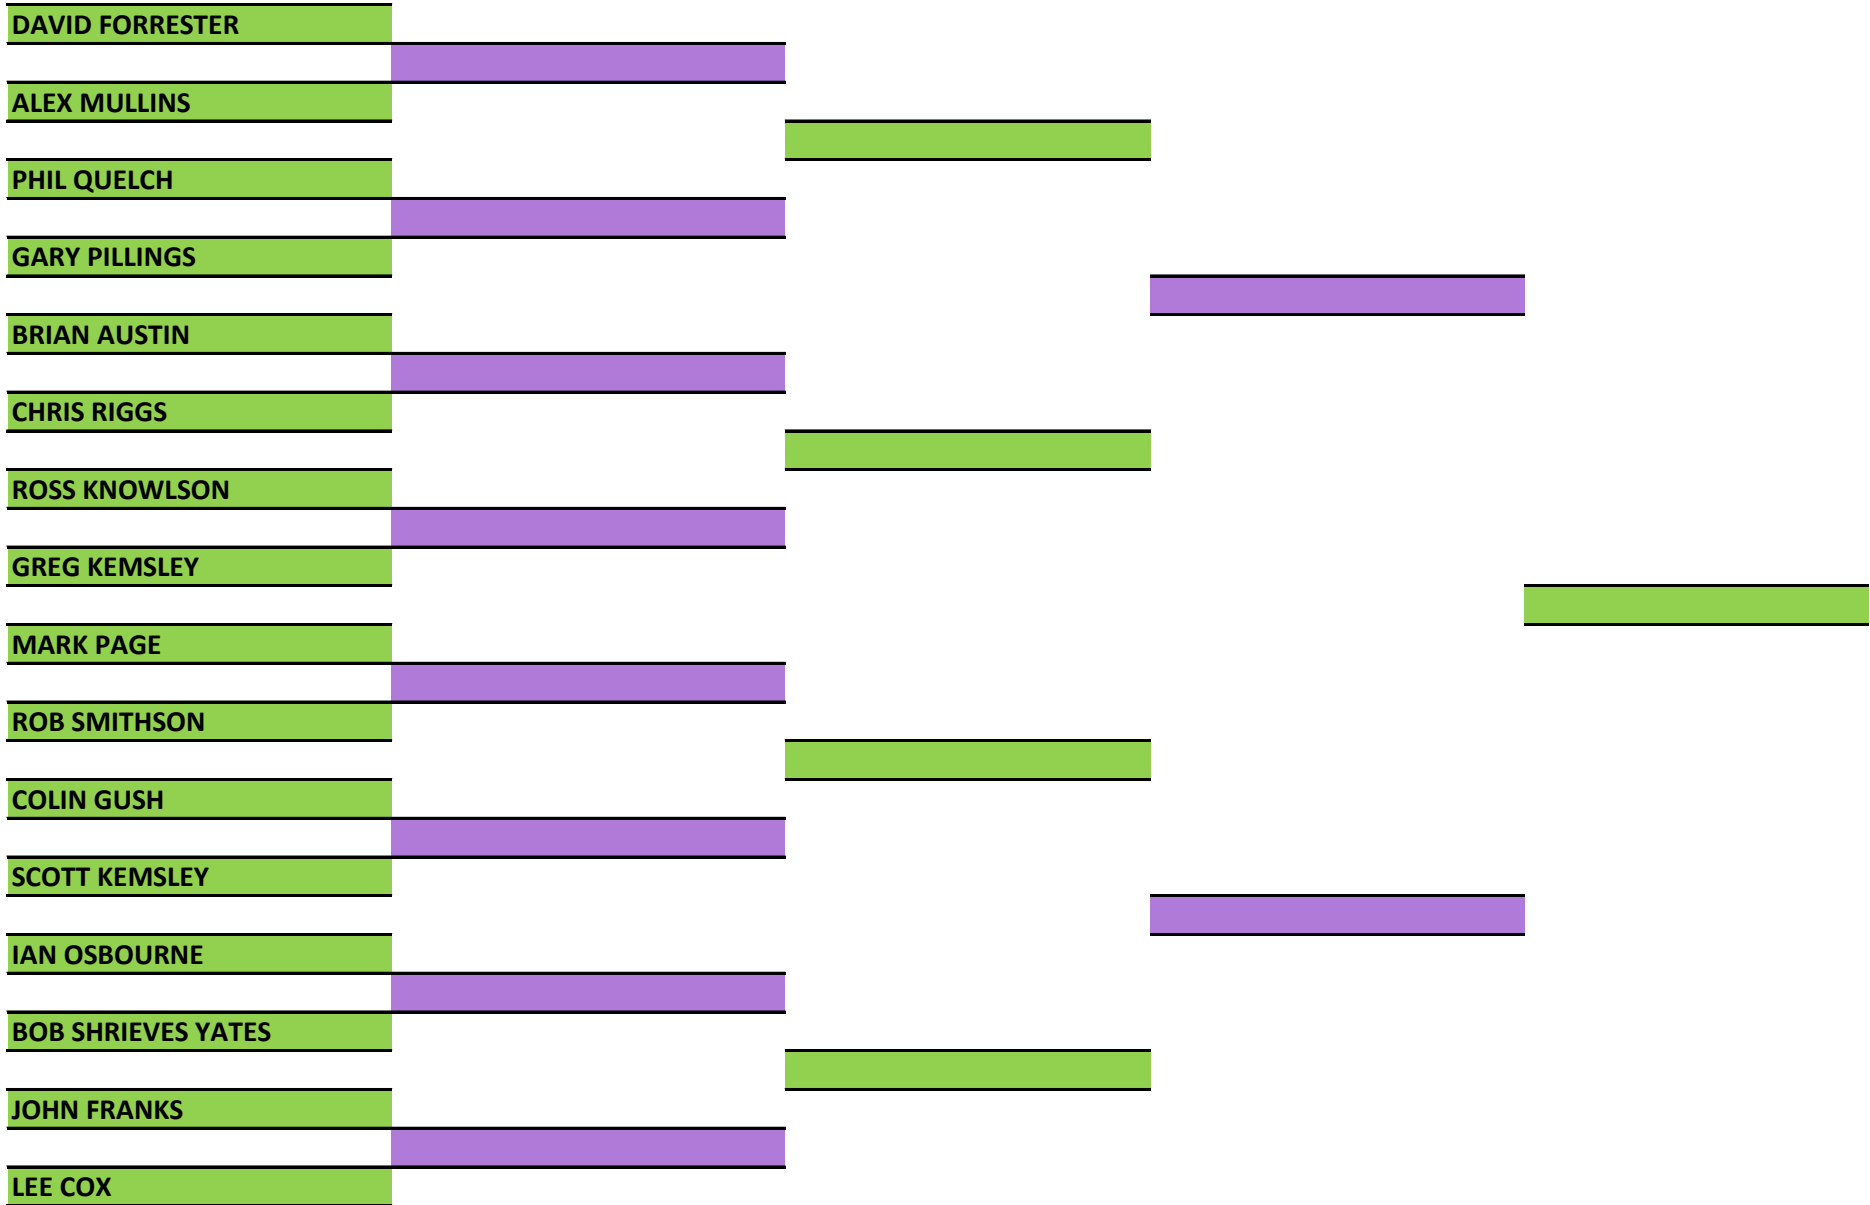 DAVID FORRESTER
ALEX MULLINS
PHIL QUELCH
GARY PILLINGS
BRIAN AUSTIN
CHRIS RIGGS
ROSS KNOWLSON
GREG KEMSLEY
MARK PAGE
ROB SMITHSON
COLIN GUSH
SCOTT KEMSLEY
IAN OSBOURNE
BOB SHRIEVES YATES
JOHN FRANKS
LEE COX